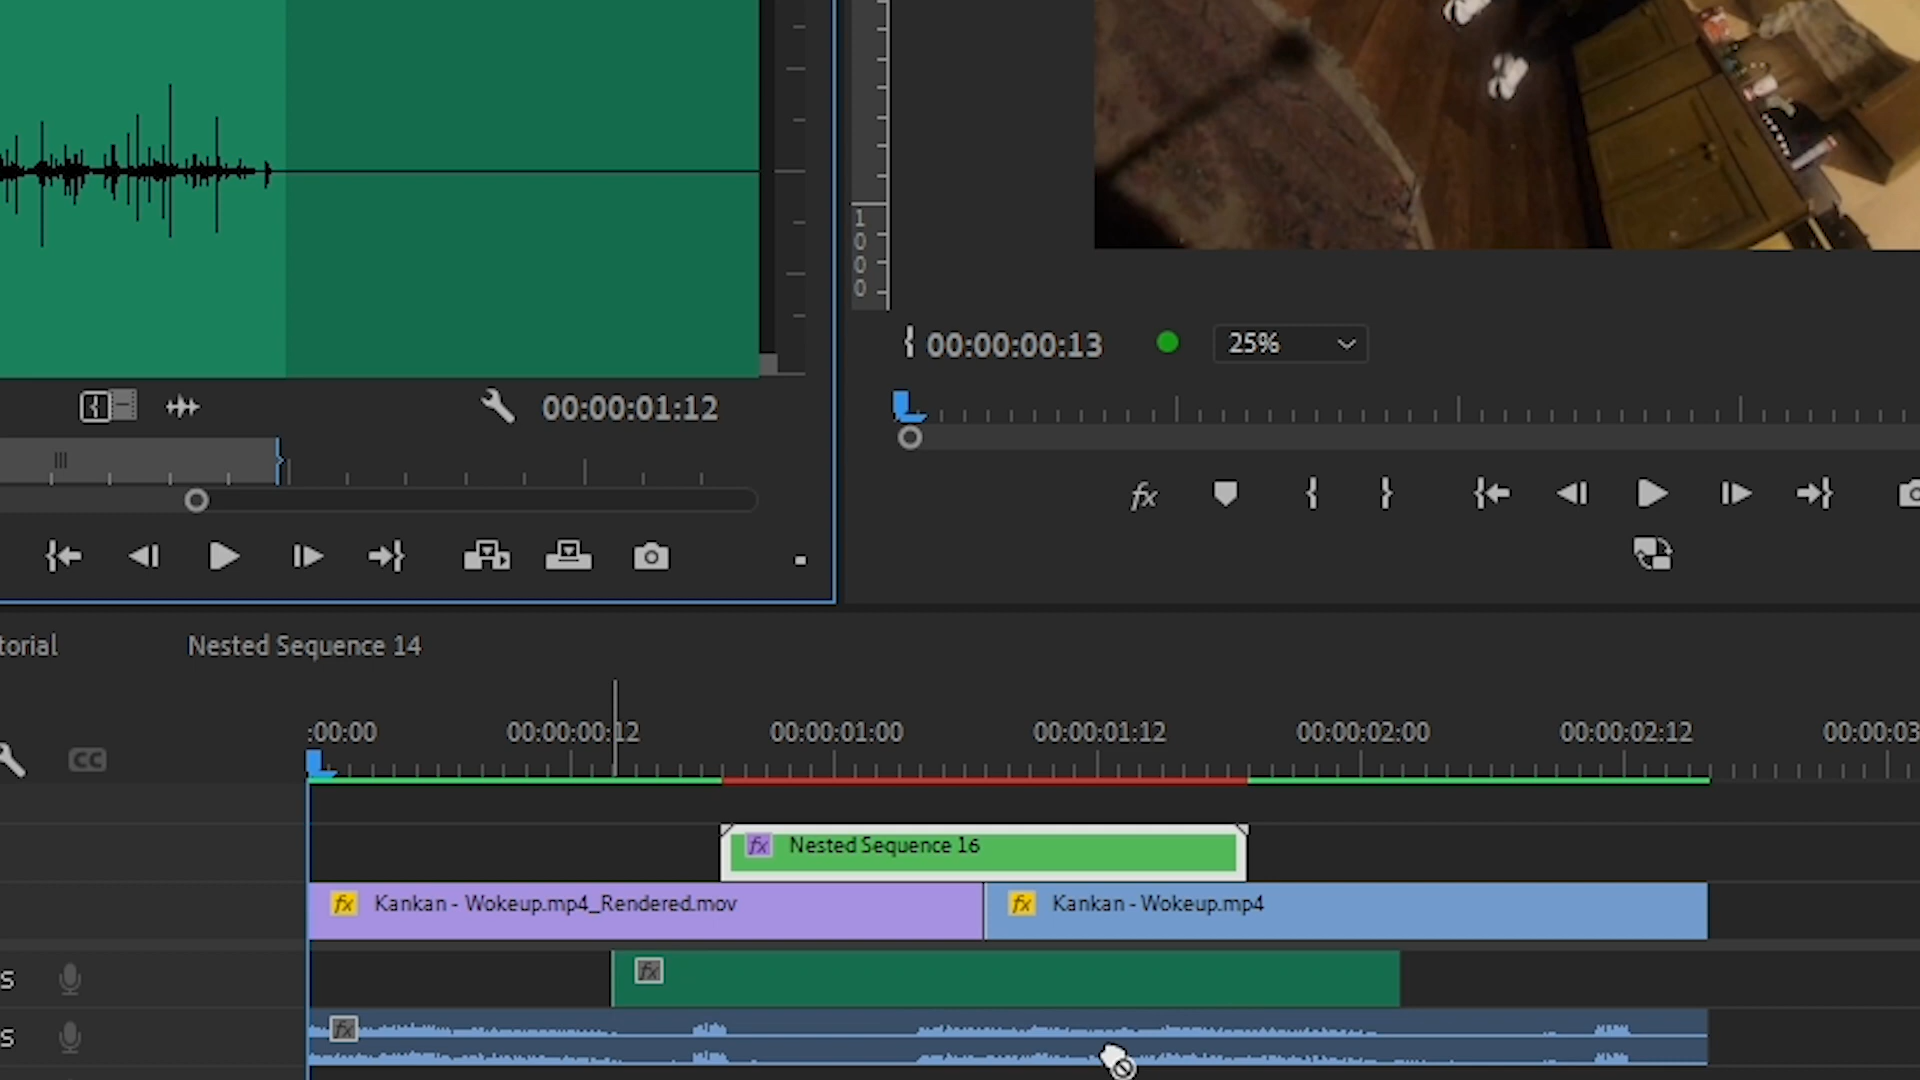 1000
00:00:00:13
25%
00:00:01:12
fx
torial
Nested Sequence 14
:00:00
00:00:00:12
00:00:01:00
00:00:01:12
00:00:02:00
00:00:02:12
00:00:03
CC
fx Nested Sequence 16
fx Kankan - Wokeup.mp4_Rendered.mov
fx Kankan - Wokeup.mp4
S
fx
S
fx